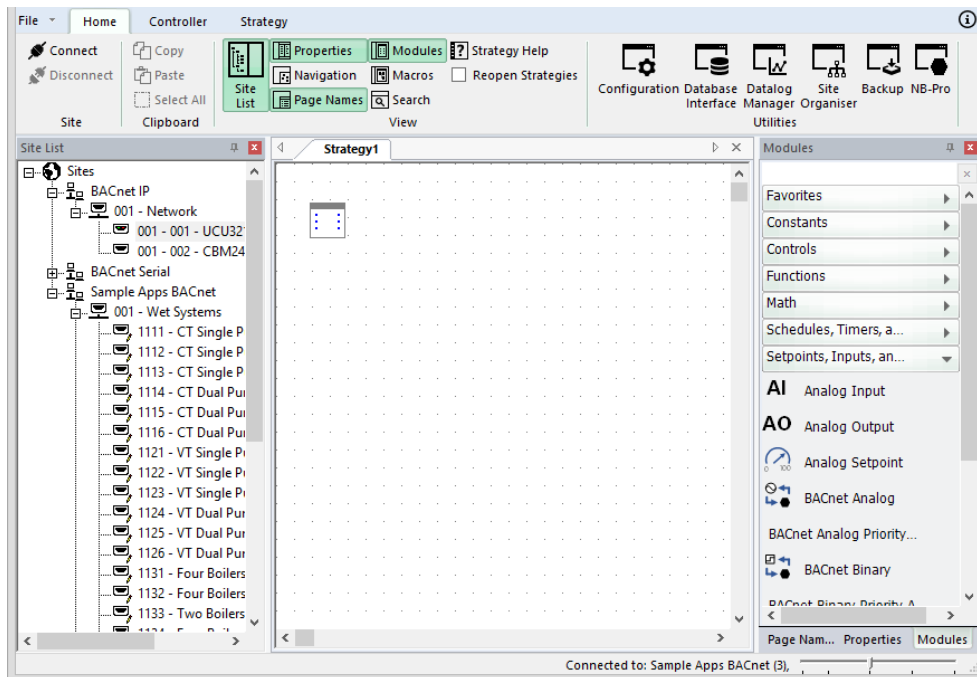 File Home Controller Strategy
Connect Copy Properties Modules Strategy Help
Disconnect Paste Site List Navigation Macros Reopen Strategies
Select All Page Names Search
Configuration Database Interface Datalog Manager Site Organiser Backup NB-Pro
Site Clipboard View Utilities
Site List
Sites
BACnet IP
001 - Network
001 - 001 - UCU32
001 - 002 - CBM24
BACnet Serial
Sample Apps BACnet
001 - Wet Systems
1111 - CT Single P
1112 - CT Single P
1113 - CT Single P
1114 - CT Dual Pu
1115 - CT Dual Pu
1116 - CT Dual Pu
1121 - VT Single P
1122 - VT Single P
1123 - VT Single P
1124 - VT Dual Pur
1125 - VT Dual Pur
1126 - VT Dual Pur
1131 - Four Boilers
1132 - Four Boilers
1133 - Two Boilers
Strategy1
Modules
Favorites
Constants
Controls
Functions
Math
Schedules, Timers, a...
Setpoints, Inputs, an...
AI Analog Input
AO Analog Output
0 100 Analog Setpoint
BACnet Analog
BACnet Analog Priority...
BACnet Binary
BACnet Binary Priority A
Page Nam... Properties Modules
Connected to: Sample Apps BACnet (3),